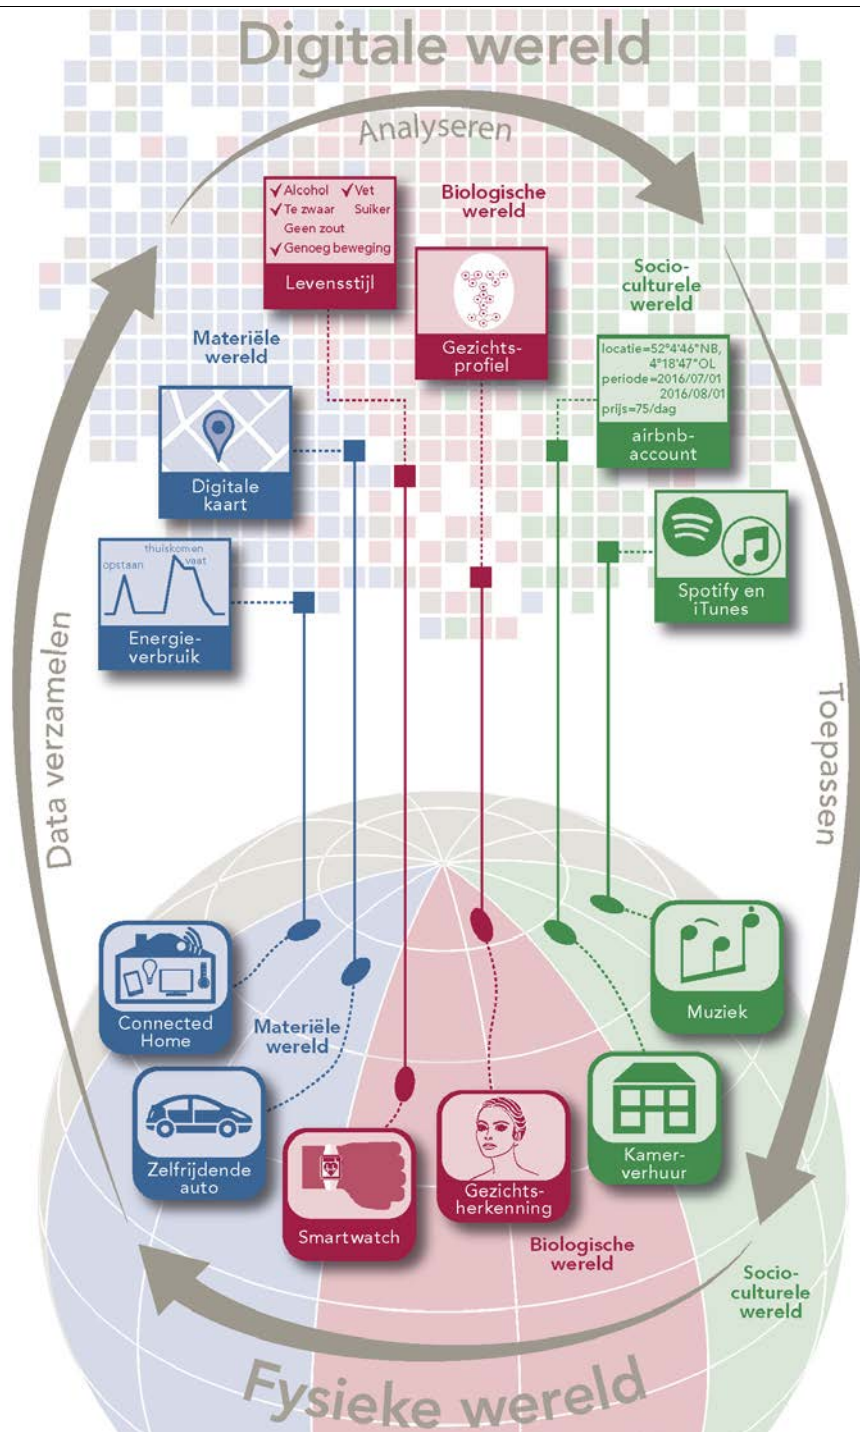 Digitale wereld
Analyseren
✓ Alcohol ✓ Vet
✓ Te zwaar Suiker
Geen zout
✓ Genoeg beweging
Levensstijl
Biologische
wereld
Gezichts-
profiel
Socio-
culturele
wereld
locatie=52°4'46"NB,
4°18'47"OL
periode=2016/07/01
2016/08/01
prijs=75/dag
airbnb-
account
Materiële
wereld
Digitale
kaart
opstaan
thuiskomen
vaat
Energie-
verbruik
Spotify en
iTunes
Data verzamelen
Toepassen
Connected
Home
Materiële
wereld
Zelfrijdende
auto
Smartwatch
Gezichts-
herkenning
Biologische
wereld
Muziek
Kamer-
verhuur
Socio-
culturele
wereld
Fysieke wereld